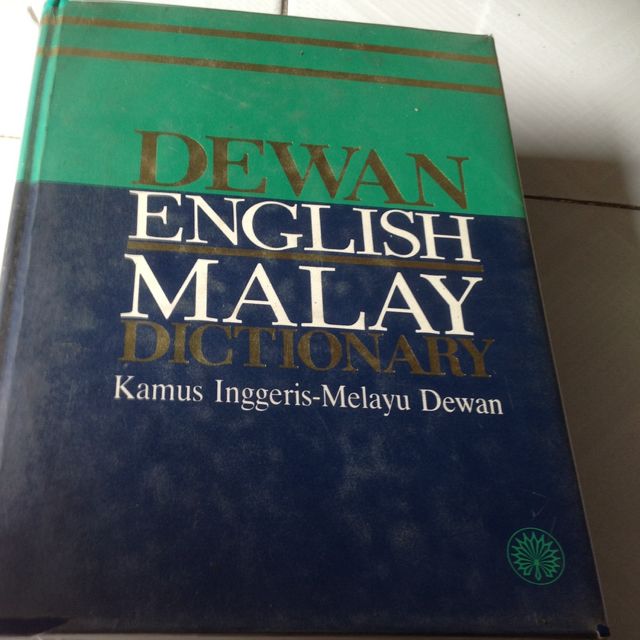 DEWAN
ENGLISH
MALAY
DICTIONARY
Kamus Inggeris-Melayu Dewan